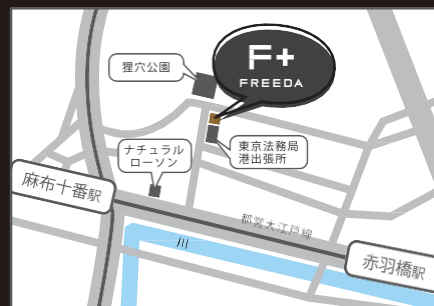 F+
FREEDA
狸穴公園
東京法務局
港出張所
ナチュラル
ローソン
麻布十番駅
都営大江戸線
川
赤羽橋駅